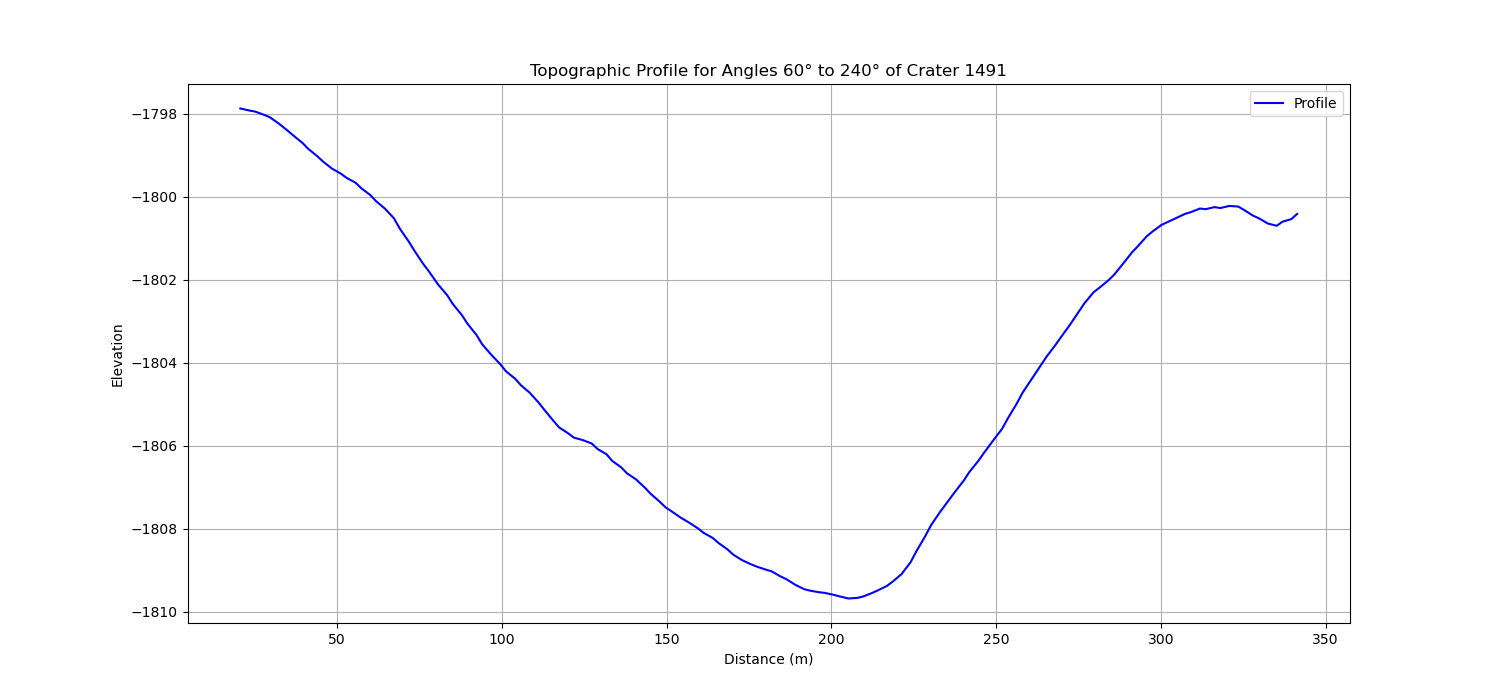 Topographic Profile for Angles 60° to 240° of Crater 1491
Profile
−1798
−1800
−1802
−1804
−1806
−1808
−1810
Elevation
50 100 150 200 250 300 350
Distance (m)